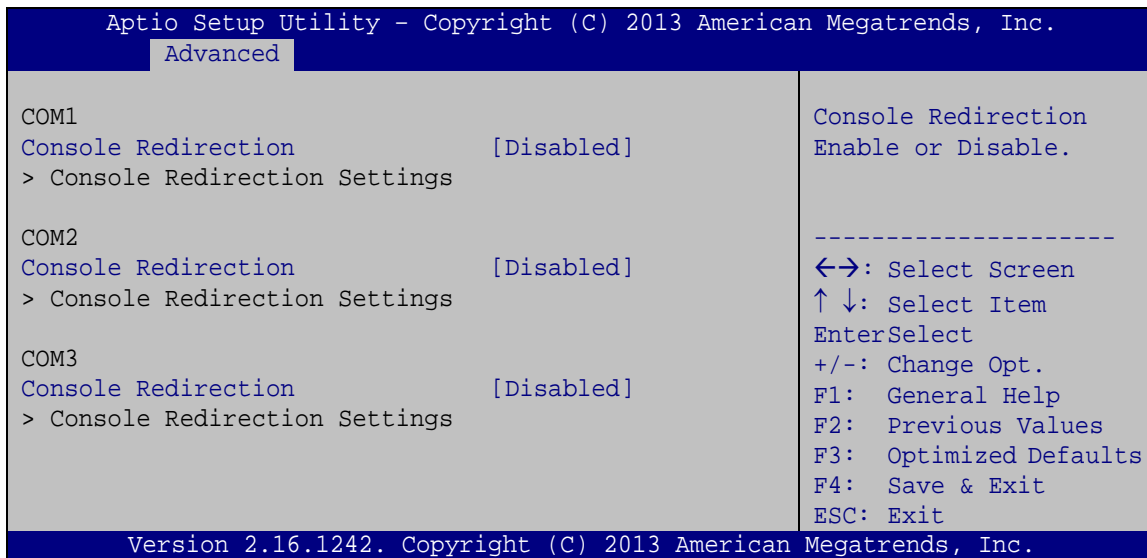 Aptio Setup Utility – Copyright (C) 2013 American Megatrends, Inc.
Advanced
COM1
Console Redirection [Disabled]
> Console Redirection Settings
COM2
Console Redirection [Disabled]
> Console Redirection Settings
COM3
Console Redirection [Disabled]
> Console Redirection Settings
Console Redirection
Enable or Disable.
---------------------
←→: Select Screen
↑ ↓: Select Item
EnterSelect
+/-: Change Opt.
F1: General Help
F2: Previous Values
F3: Optimized Defaults
F4: Save & Exit
ESC: Exit
Version 2.16.1242. Copyright (C) 2013 American Megatrends, Inc.